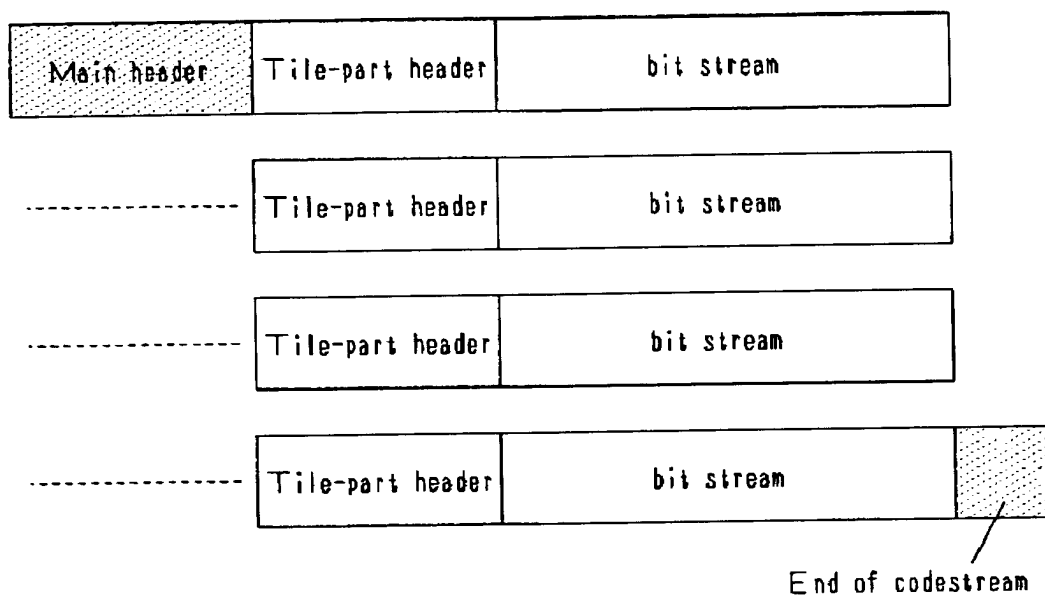 Main header Tile-part header bit stream
Tile-part header bit stream
Tile-part header bit stream
Tile-part header bit stream
End of codestream